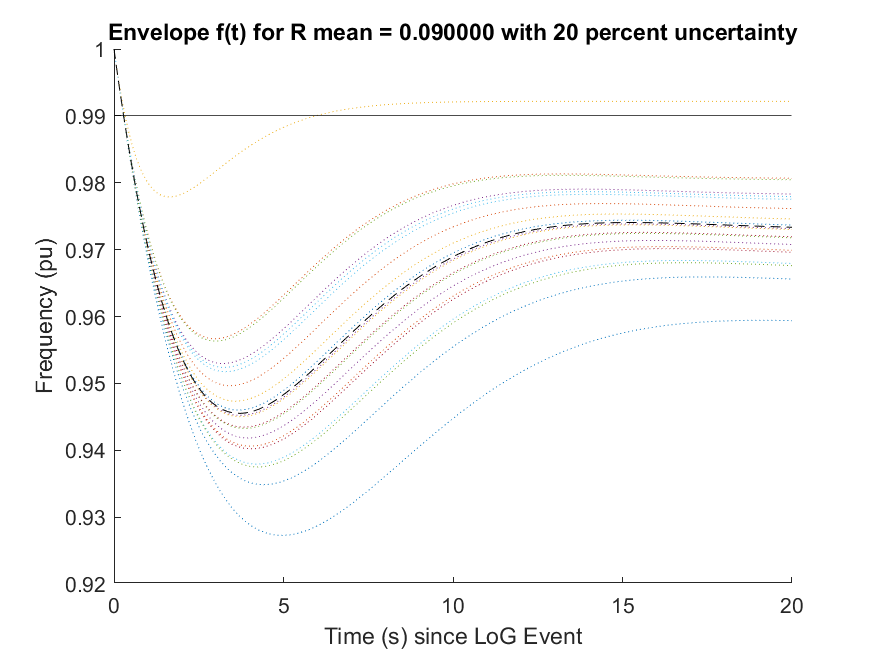 Envelope f(t) for R mean = 0.090000 with 20 percent uncertainty
1
0.99
0.98
0.97
0.96
0.95
0.94
0.93
0.92
Frequency (pu)
0 5 10 15 20
Time (s) since LoG Event